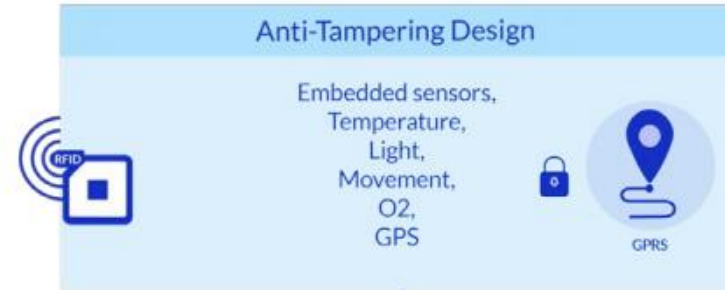 Anti-Tampering Design
Embedded sensors,
Temperature,
Light,
Movement,
O2,
GPS
RFID
GPRS